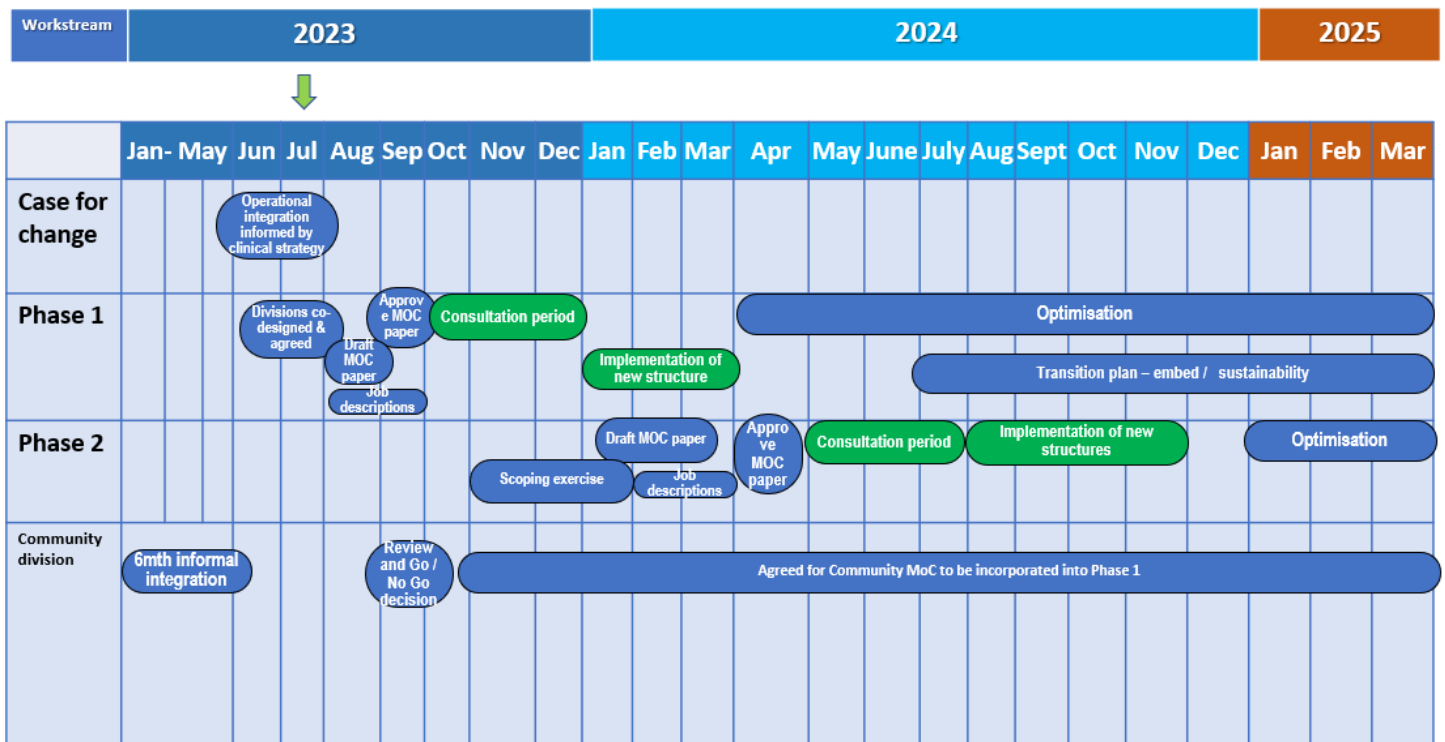 Workstream
2023
2024
2025
Jan- May Jun Jul Aug Sep Oct Nov Dec Jan Feb Mar Apr May June July Aug Sept Oct Nov Dec Jan Feb Mar
Case for
change
Operational
integration
informed by
clinical strategy
Phase 1
Divisions co-
designed &
agreed
Draft
MOC
paper
Job
descriptions
Approv
e MOC
paper
Consultation period
Implementation of
new structure
Optimisation
Transition plan – embed / sustainability
Phase 2
Scoping exercise
Draft MOC paper
Job
descriptions
Appro
ve
MOC
paper
Consultation period
Implementation of new
structures
Optimisation
Community
division
6mth informal
integration
Review
and Go /
No Go
decision
Agreed for Community MoC to be incorporated into Phase 1